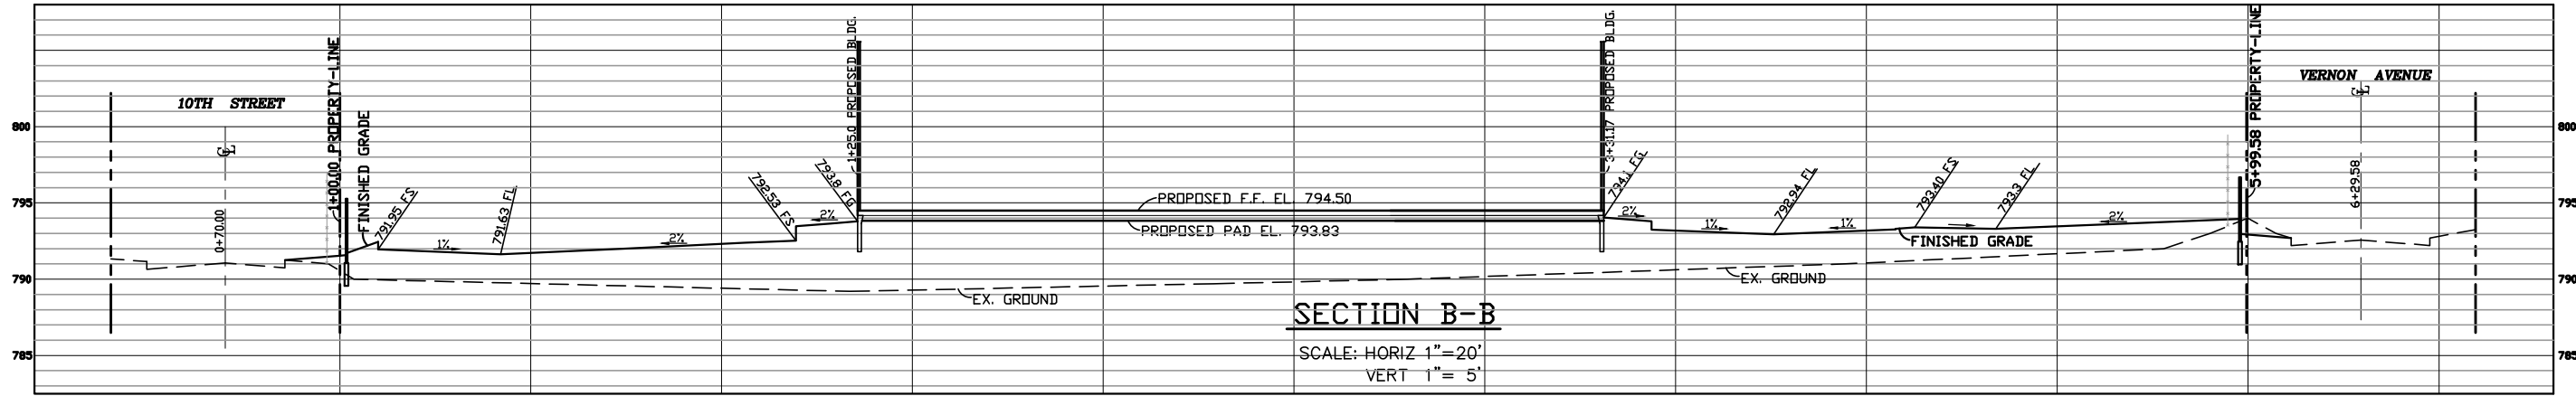 10TH STREET
℄
0+70.00
1+00.00 PROPERTY-LINE
FINISHED GRADE
791.95 FS
1%
791.63 FL
2%
792.53 FS
793.8 FG
2%
1+25.0 PROPOSED BLDG.
PROPOSED F.F. EL. 794.50
PROPOSED PAD EL. 793.83
EX. GROUND
3+31.17 PROPOSED BLDG.
794.1 FG
2%
1%
792.94 FL
1%
793.40 FS
FINISHED GRADE
793.3 FL
2%
EX. GROUND
5+99.58 PROPERTY-LINE
VERNON AVENUE
℄
6+29.58
800
795
790
785
800
795
790
785
SECTION B-B
SCALE: HORIZ 1"=20'
VERT 1"= 5'